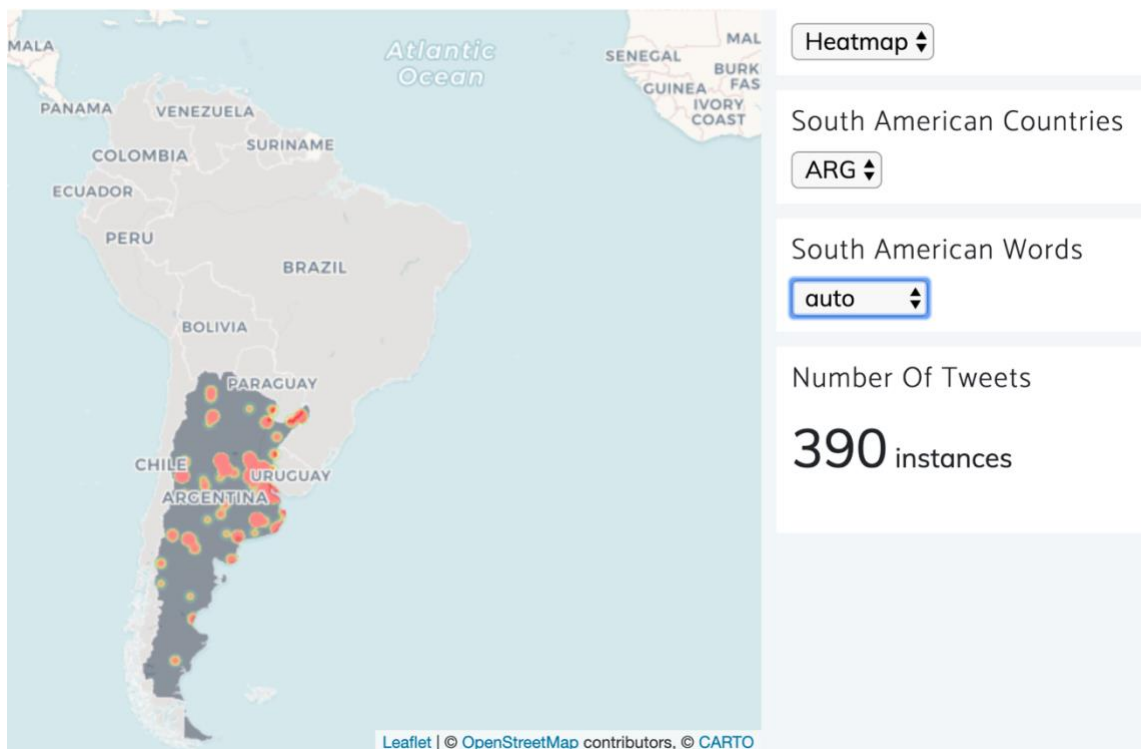 MALA
Atlantic
Ocean
SENEGAL
MAL
BURK
FAS
GUINEA
IVORY
COAST
PANAMA
VENEZUELA
SURINAME
COLOMBIA
ECUADOR
PERU
BRAZIL
BOLIVIA
PARAGUAY
CHILE
URUGUAY
ARGENTINA
Leaflet | © OpenStreetMap contributors, © CARTO
Heatmap
South American Countries
ARG
South American Words
auto
Number Of Tweets
390 instances